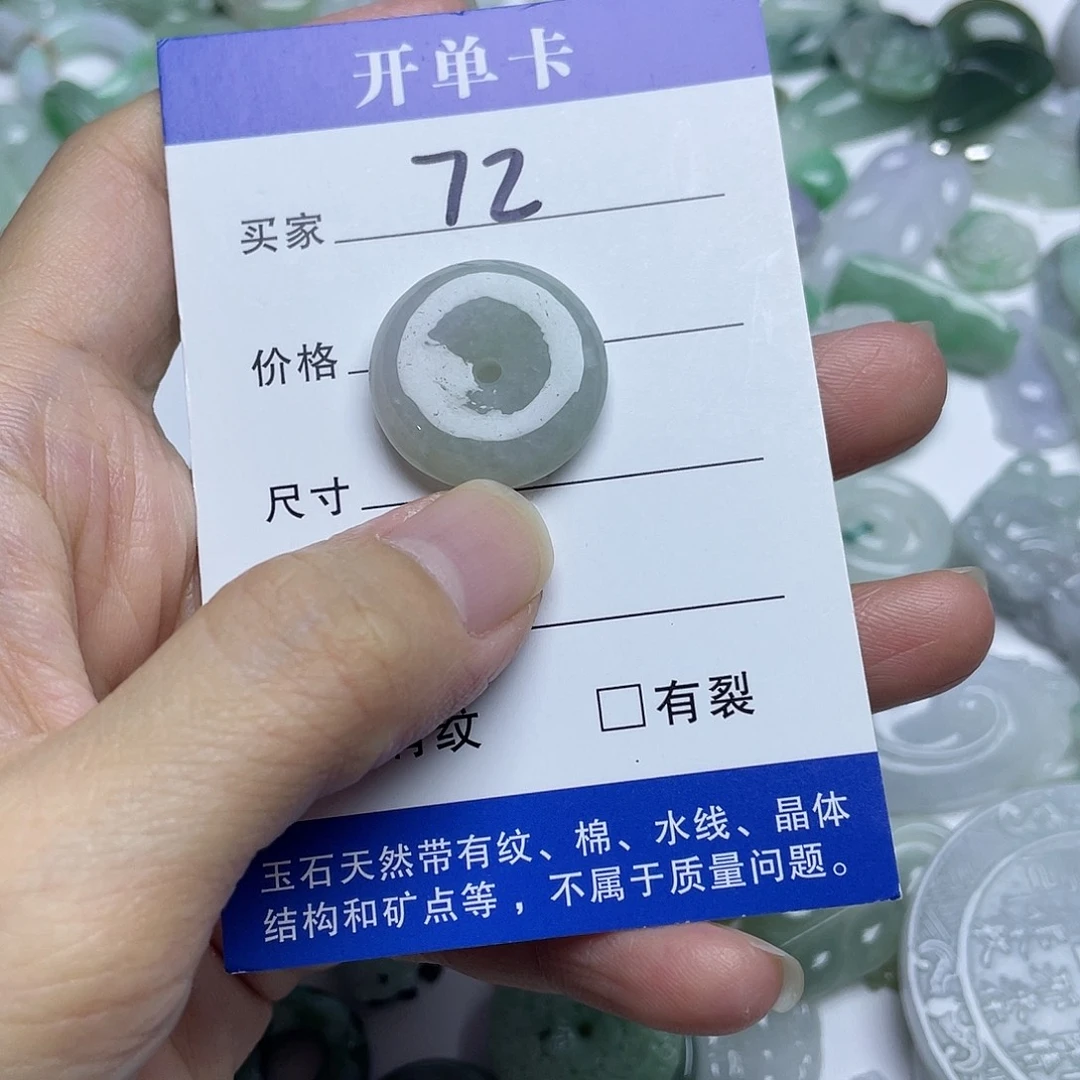 开单卡
买家 72
价格
尺寸
纹 □有裂
玉石天然带有纹、棉、水线、晶体
结构和矿点等，不属于质量问题。